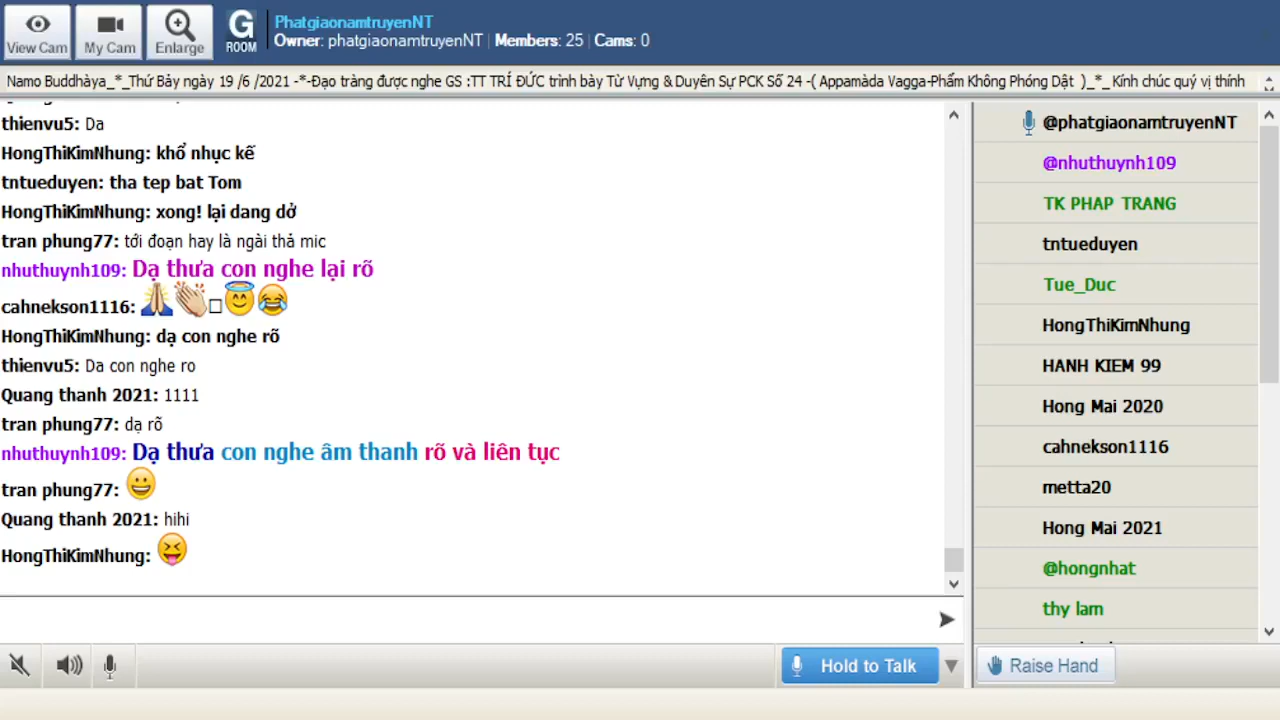 View Cam
My Cam
Enlarge
G
ROOM
PhatgiaonamtruyenNT
Owner: phatgiaonamtruyenNT | Members: 25 | Cams: 0
Namo Buddhàya_*_Thứ Bảy ngày 19 /6 /2021 -*-Đạo tràng được nghe GS :TT TRÍ ĐỨC trình bày Từ Vựng & Duyên Sự PCK Số 24 -( Appamàda Vagga-Phẩm Không Phóng Dật )_*_ Kính chúc quý vị thính
thienvu5: Da
HongThiKimNhung: khổ nhục kế
tntueduyen: tha tep bat Tom
HongThiKimNhung: xong! lại dang dở
tran phung77: tới đoạn hay là ngài thả mic
nhuthuynh109: Dạ thưa con nghe lại rõ
cahnekson1116:
HongThiKimNhung: dạ con nghe rõ
thienvu5: Da con nghe ro
Quang thanh 2021: 1111
tran phung77: dạ rõ
nhuthuynh109: Dạ thưa con nghe âm thanh rõ và liên tục
tran phung77:
Quang thanh 2021: hihi
HongThiKimNhung:
@phatgiaonamtruyenNT
@nhuthuynh109
TK PHAP TRANG
tntueduyen
Tue_Duc
HongThiKimNhung
HANH KIEM 99
Hong Mai 2020
cahnekson1116
metta20
Hong Mai 2021
@hongnhat
thy lam
Hold to Talk
Raise Hand